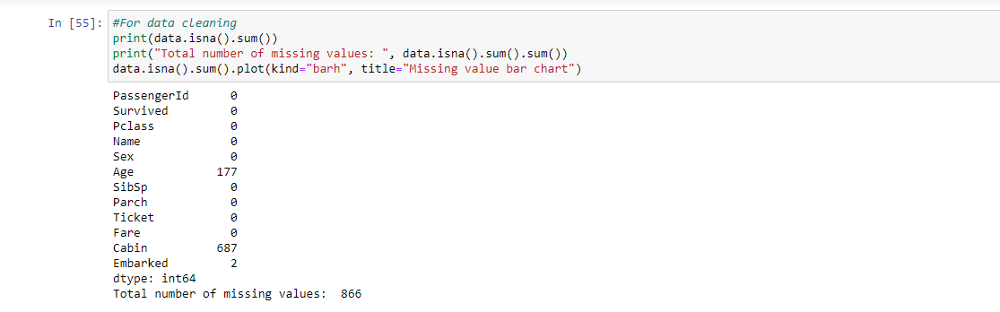 In [55]: #For data cleaning
print(data.isna().sum())
print("Total number of missing values: ", data.isna().sum().sum())
data.isna().sum().plot(kind="barh", title="Missing value bar chart")
PassengerId 0
Survived 0
Pclass 0
Name 0
Sex 0
Age 177
SibSp 0
Parch 0
Ticket 0
Fare 0
Cabin 687
Embarked 2
dtype: int64
Total number of missing values:  866